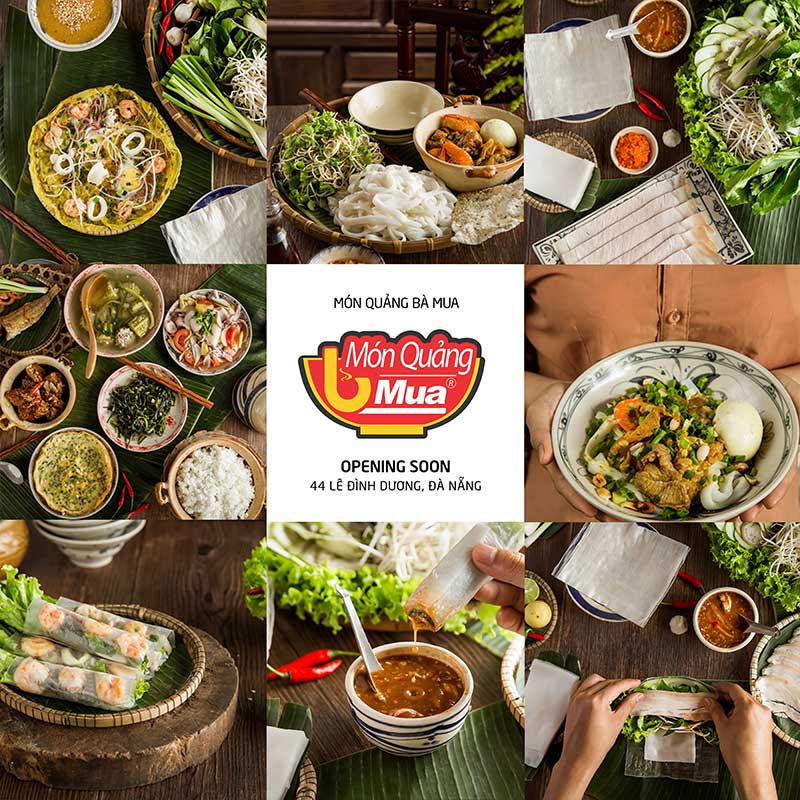 MÓN QUẢNG BÀ MUA
Món Quảng
Mua®
OPENING SOON
44 LÊ ĐÌNH DƯƠNG, ĐÀ NẴNG